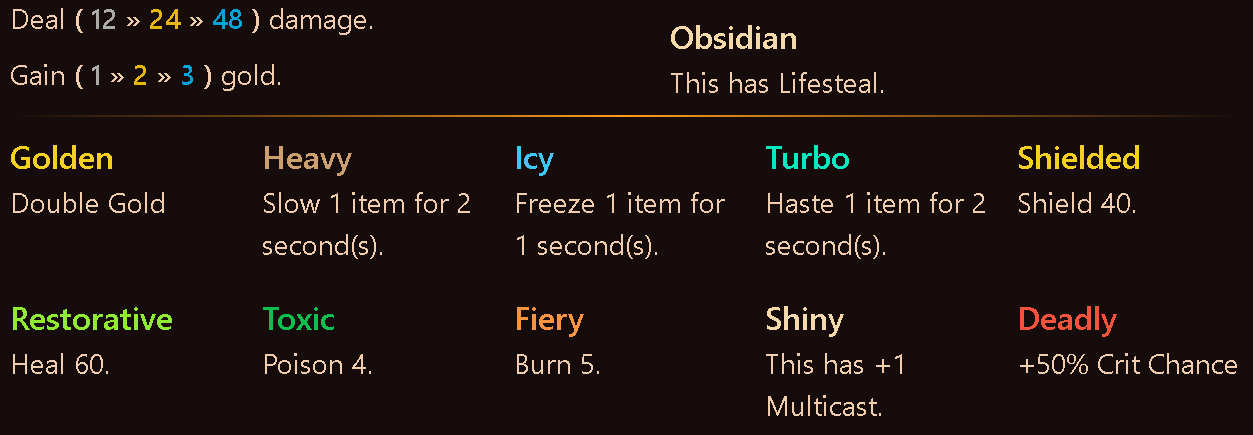 Deal ( 12 » 24 » 48 ) damage.
Gain ( 1 » 2 » 3 ) gold.
Obsidian
This has Lifesteal.
Golden
Double Gold
Heavy
Slow 1 item for 2
second(s).
Icy
Freeze 1 item for
1 second(s).
Turbo
Haste 1 item for 2
second(s).
Shielded
Shield 40.
Restorative
Heal 60.
Toxic
Poison 4.
Fiery
Burn 5.
Shiny
This has +1
Multicast.
Deadly
+50% Crit Chance